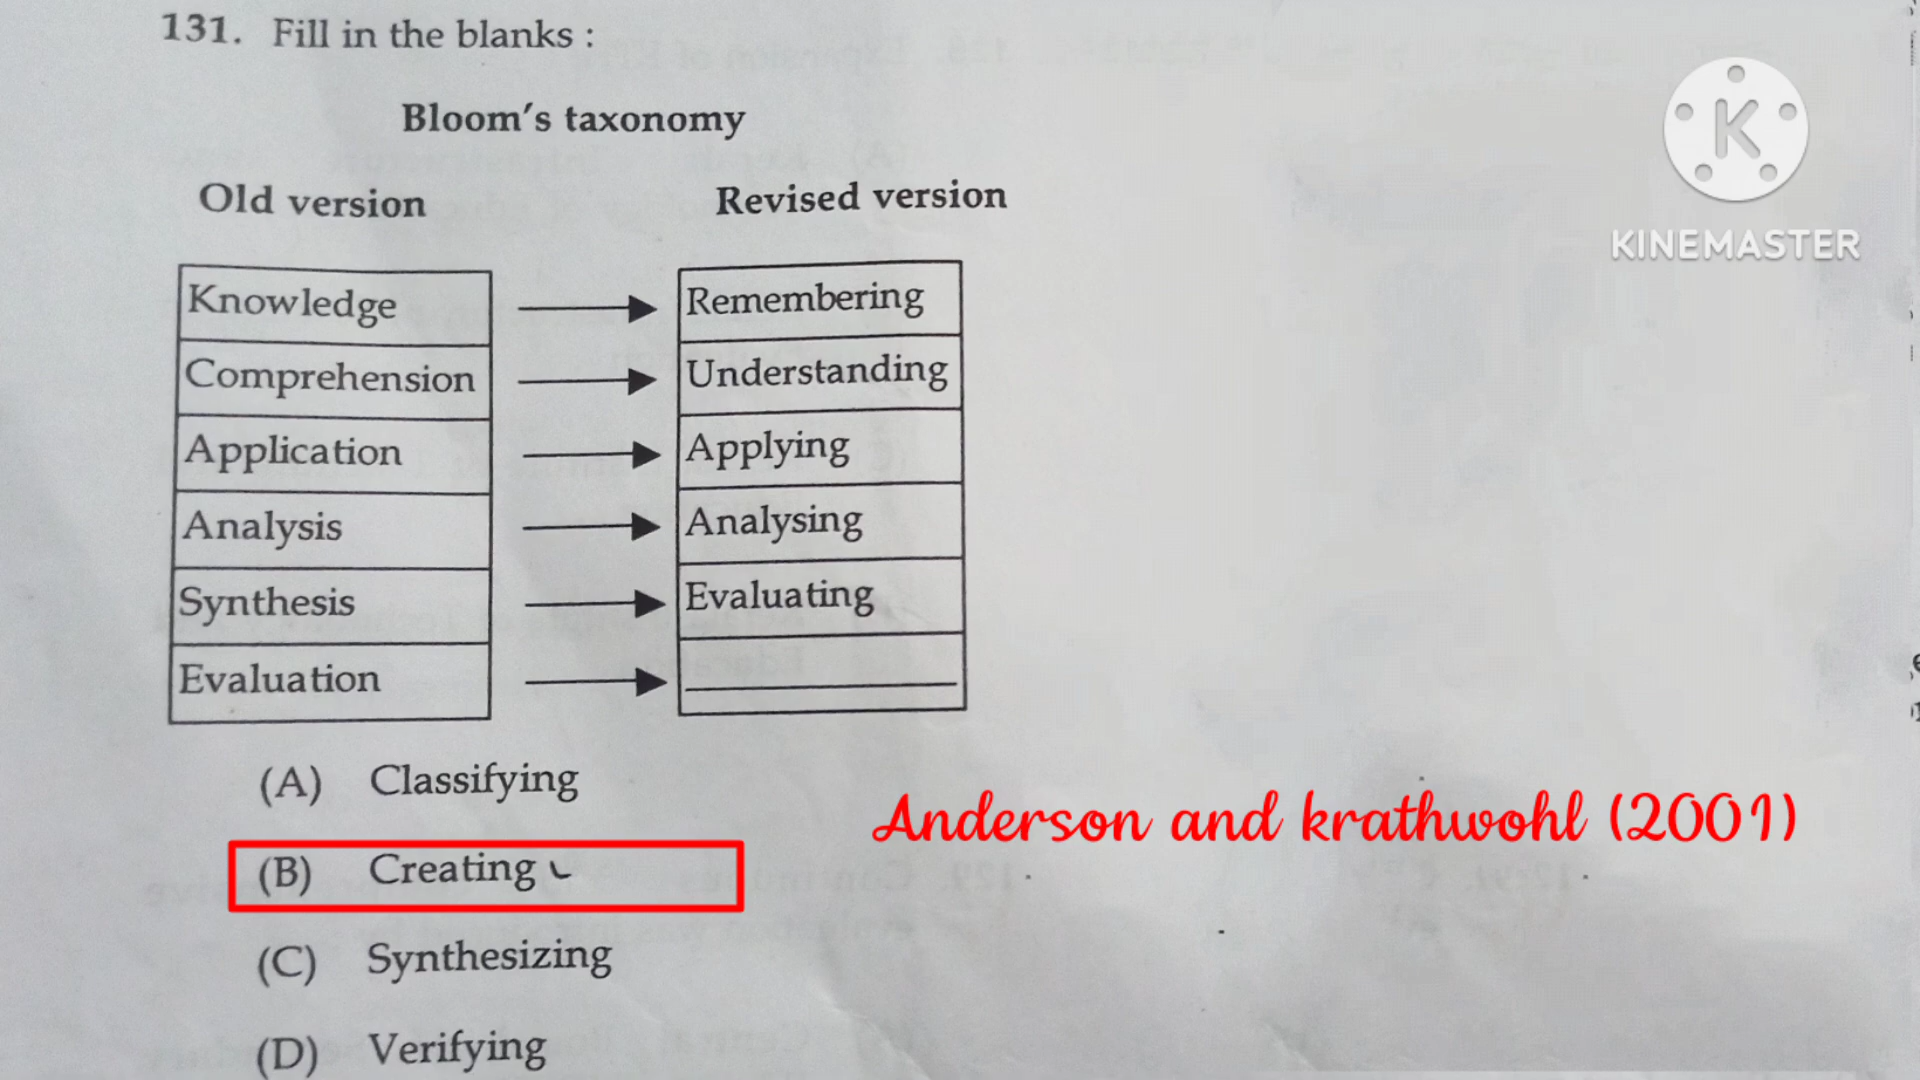 131. Fill in the blanks :
Bloom's taxonomy
Old version Revised version
Knowledge Remembering
Comprehension Understanding
Application Applying
Analysis Analysing
Synthesis Evaluating
Evaluation
(A) Classifying
(B) Creating
(C) Synthesizing
(D) Verifying
Anderson and krathwohl (2001)
K
KINEMASTER